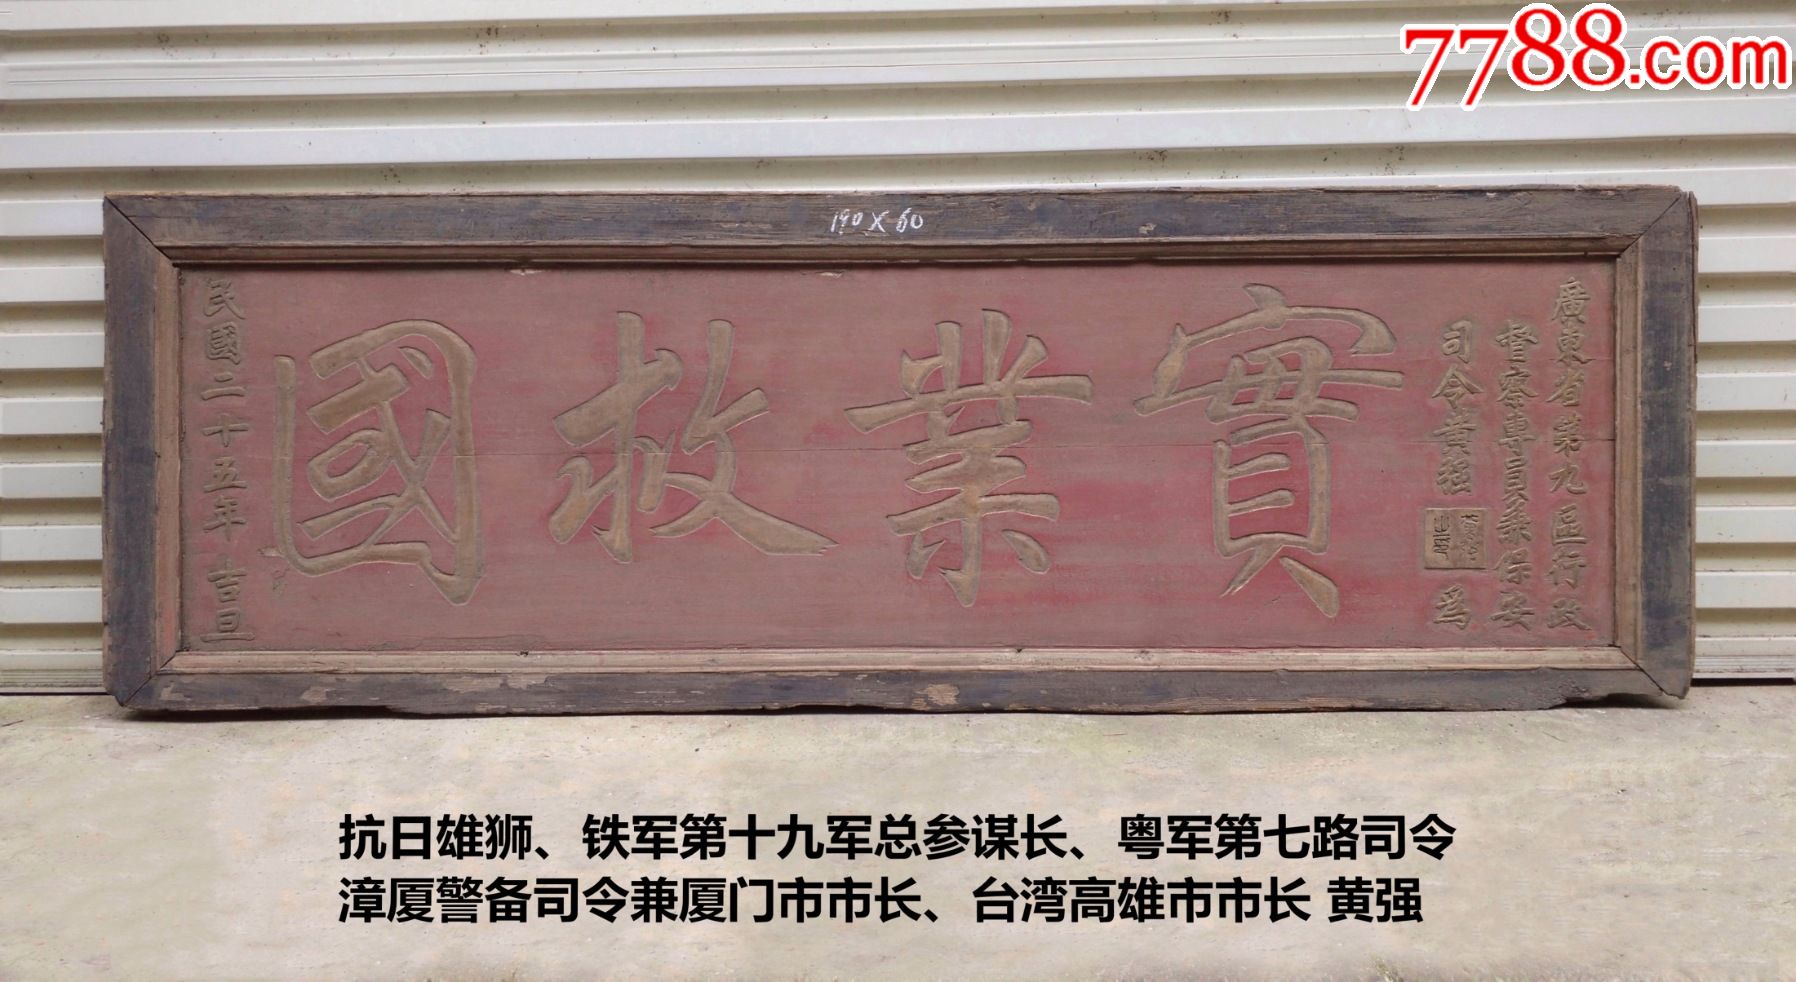 7788.com
190X60
廣東省第九區行政
督察專員兼保安
司令黄强
為
實業救國
民國二十五年吉旦
抗日雄狮、铁军第十九军总参谋长、粤军第七路司令
漳厦警备司令兼厦门市市长、台湾高雄市市长 黄强